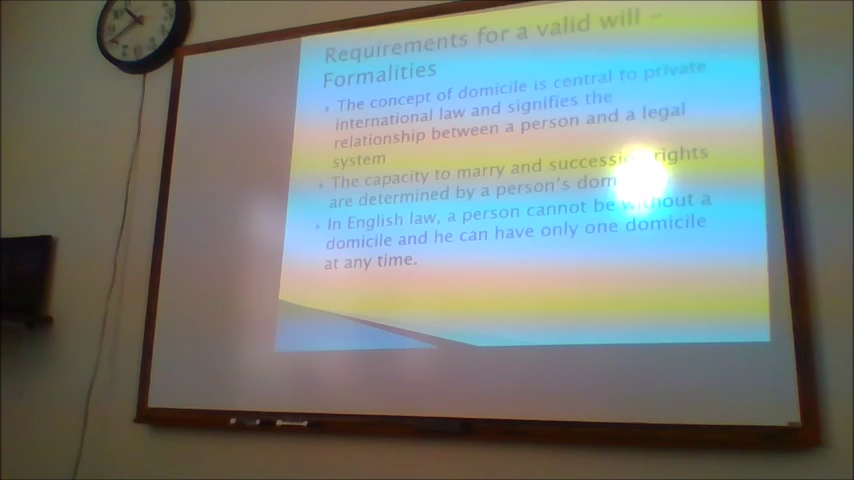 Requirements for a valid will –
Formalities
The concept of domicile is central to private
international law and signifies the
relationship between a person and a legal
system
The capacity to marry and succession rights
are determined by a person's
In English law, a person cannot be without a
domicile and he can have only one domicile
at any time.